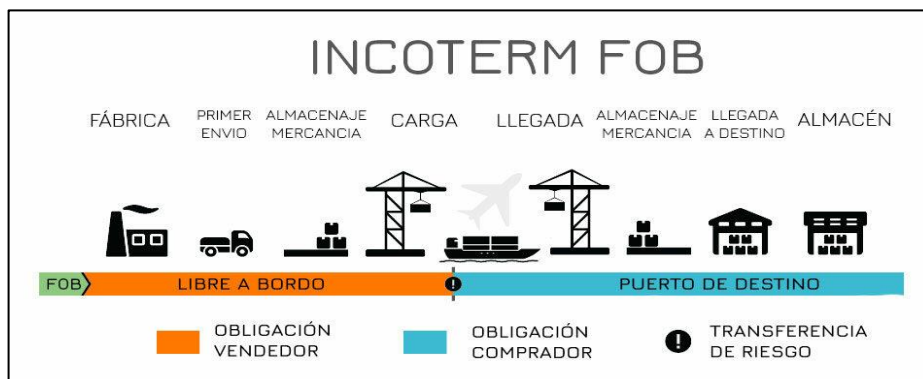 INCOTERM FOB
FÁBRICA
PRIMER
ENVIO
ALMACENAJE
MERCANCIA
CARGA
LLEGADA
ALMACENAJE
MERCANCIA
LLEGADA
A DESTINO
ALMACÉN
FOB
LIBRE A BORDO
PUERTO DE DESTINO
OBLIGACIÓN
VENDEDOR
OBLIGACIÓN
COMPRADOR
TRANSFERENCIA
DE RIESGO